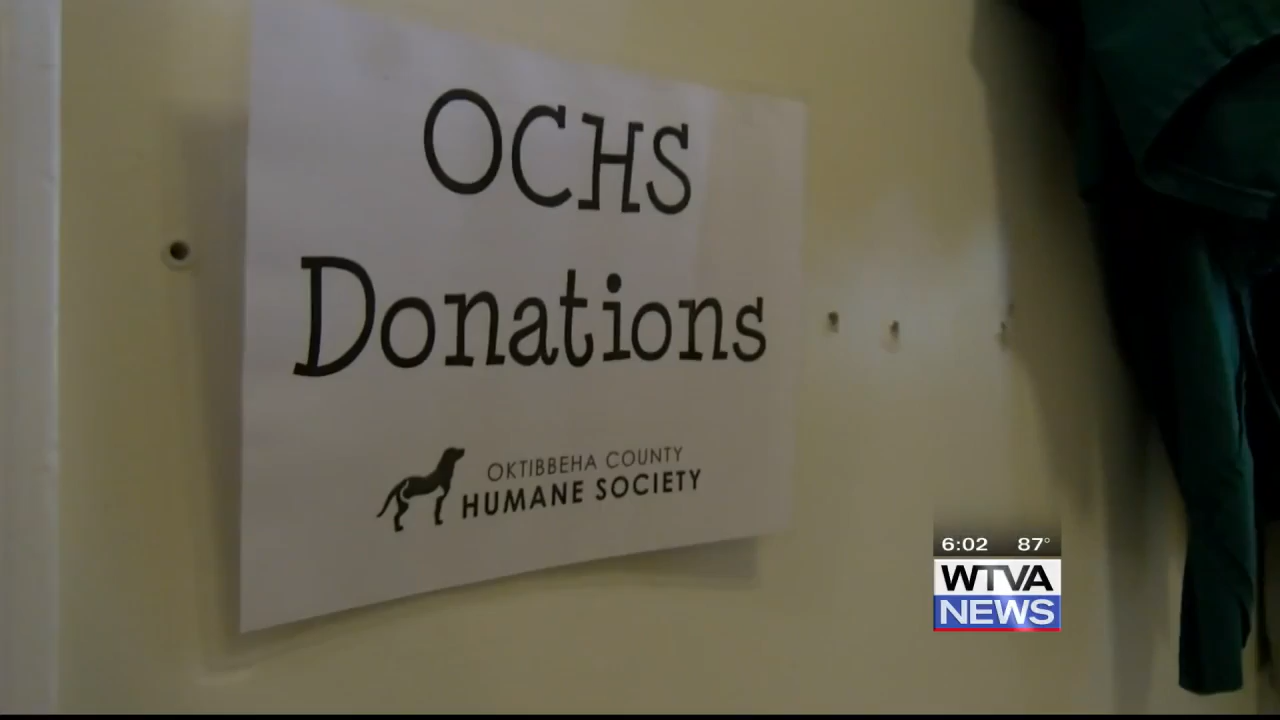 OCHS
Donations
OKTIBBEHA COUNTY
HUMANE SOCIETY
6:02 87°
WTVA
NEWS